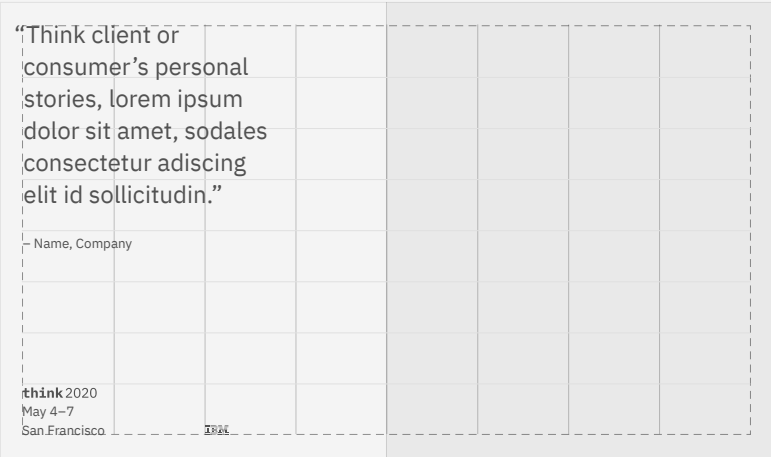 “Think client or
consumer’s personal
stories, lorem ipsum
dolor sit amet, sodales
consectetur adiscing
elit id sollicitudin.”
– Name, Company
think 2020
May 4–7
San Francisco
IBM